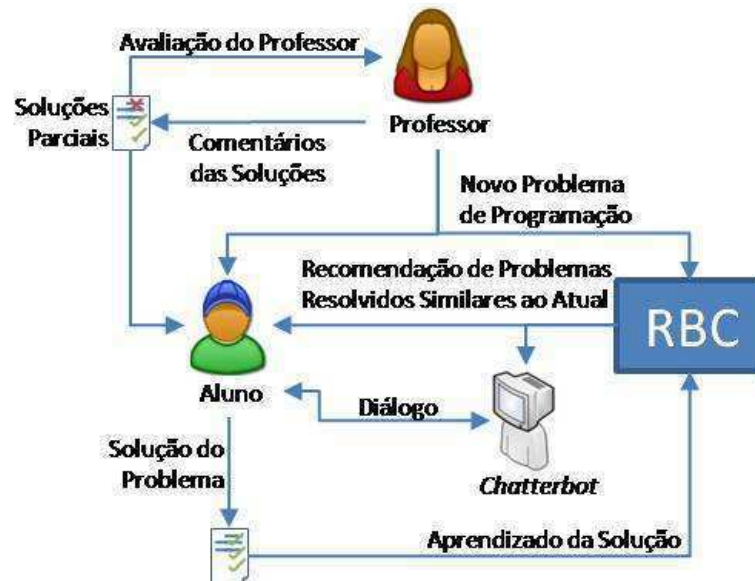 Avaliação do Professor
Soluções
Parciais
Comentários
das Soluções
Professor
Novo Problema
de Programação
Recomendação de Problemas
Resolvidos Similares ao Atual
RBC
Aluno
Diálogo
Chatterbot
Solução do
Problema
Aprendizado da Solução